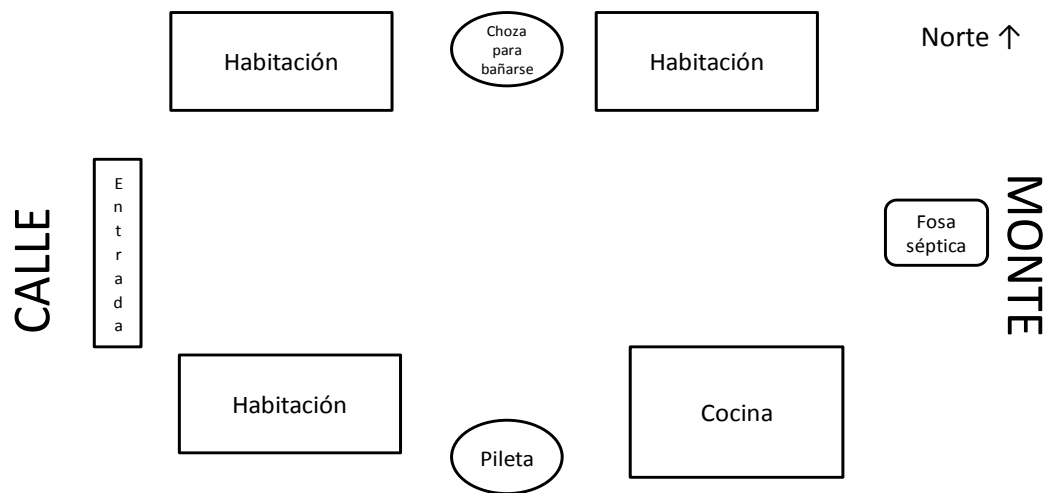 Habitación
Choza
para
bañarse
Habitación
Norte ↑
CALLE
Entrada
Fosa
séptica
MONTE
Habitación
Pileta
Cocina